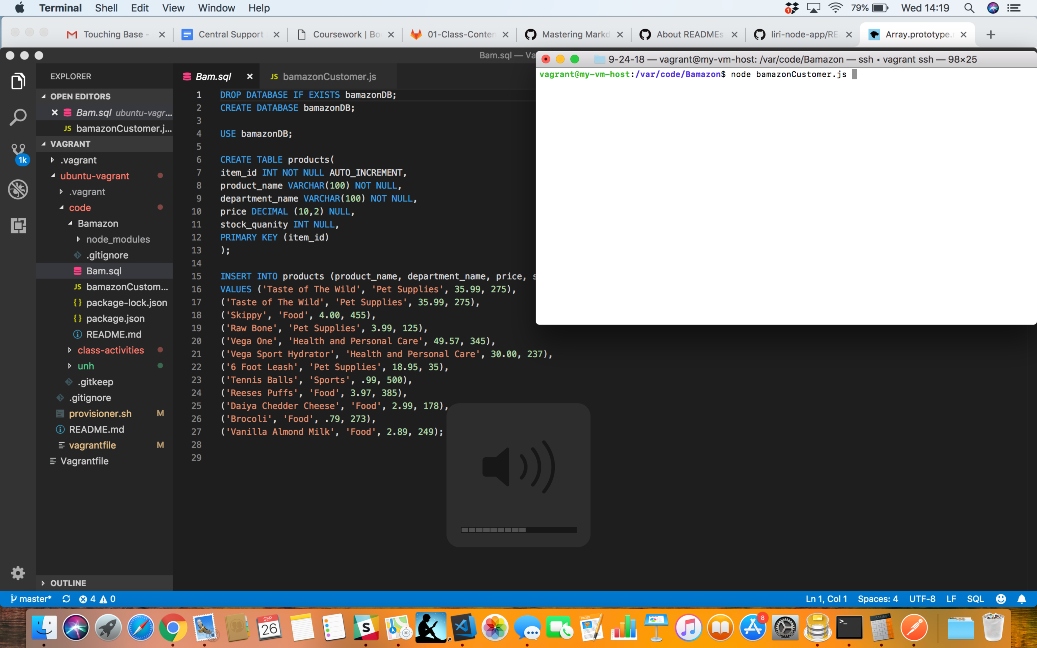 Terminal Shell Edit View Window Help 79% Wed 14:19
Touching Base - Central Support Coursework | Bo 01-Class-Conter Mastering Markd About READMEs liri-node-app/RE Array.prototype.
Bam.sql — Va
9-24-18 — vagrant@my-vm-host: /var/code/Bamazon — ssh • vagrant ssh — 98×25
vagrant@my-vm-host:/var/code/Bamazon$ node bamazonCustomer.js
EXPLORER
OPEN EDITORS
Bam.sql ubuntu-vagr...
JS bamazonCustomer.j...
VAGRANT
.vagrant
ubuntu-vagrant
.vagrant
code
Bamazon
node_modules
.gitignore
Bam.sql
JS bamazonCustom...
{} package-lock.json
{} package.json
README.md
class-activities
unh
.gitkeep
.gitignore
provisioner.sh M
README.md
vagrantfile M
Vagrantfile
OUTLINE
1k
Bam.sql JS bamazonCustomer.js
1 DROP DATABASE IF EXISTS bamazonDB;
2 CREATE DATABASE bamazonDB;
3
4 USE bamazonDB;
5
6 CREATE TABLE products(
7 item_id INT NOT NULL AUTO_INCREMENT,
8 product_name VARCHAR(100) NOT NULL,
9 department_name VARCHAR(100) NOT NULL,
10 price DECIMAL (10,2) NULL,
11 stock_quanity INT NULL,
12 PRIMARY KEY (item_id)
13 );
14
15 INSERT INTO products (product_name, department_name, price, s
16 VALUES ('Taste of The Wild', 'Pet Supplies', 35.99, 275),
17 ('Taste of The Wild', 'Pet Supplies', 35.99, 275),
18 ('Skippy', 'Food', 4.00, 455),
19 ('Raw Bone', 'Pet Supplies', 3.99, 125),
20 ('Vega One', 'Health and Personal Care', 49.57, 345),
21 ('Vega Sport Hydrator', 'Health and Personal Care', 30.00, 237),
22 ('6 Foot Leash', 'Pet Supplies', 18.95, 35),
23 ('Tennis Balls', 'Sports', .99, 500),
24 ('Reeses Puffs', 'Food', 3.97, 385),
25 ('Daiya Chedder Cheese', 'Food', 2.99, 178),
26 ('Brocoli', 'Food', .79, 273),
27 ('Vanilla Almond Milk', 'Food', 2.89, 249);
28
29
master* 4 0 Ln 1, Col 1 Spaces: 4 UTF-8 LF SQL
26